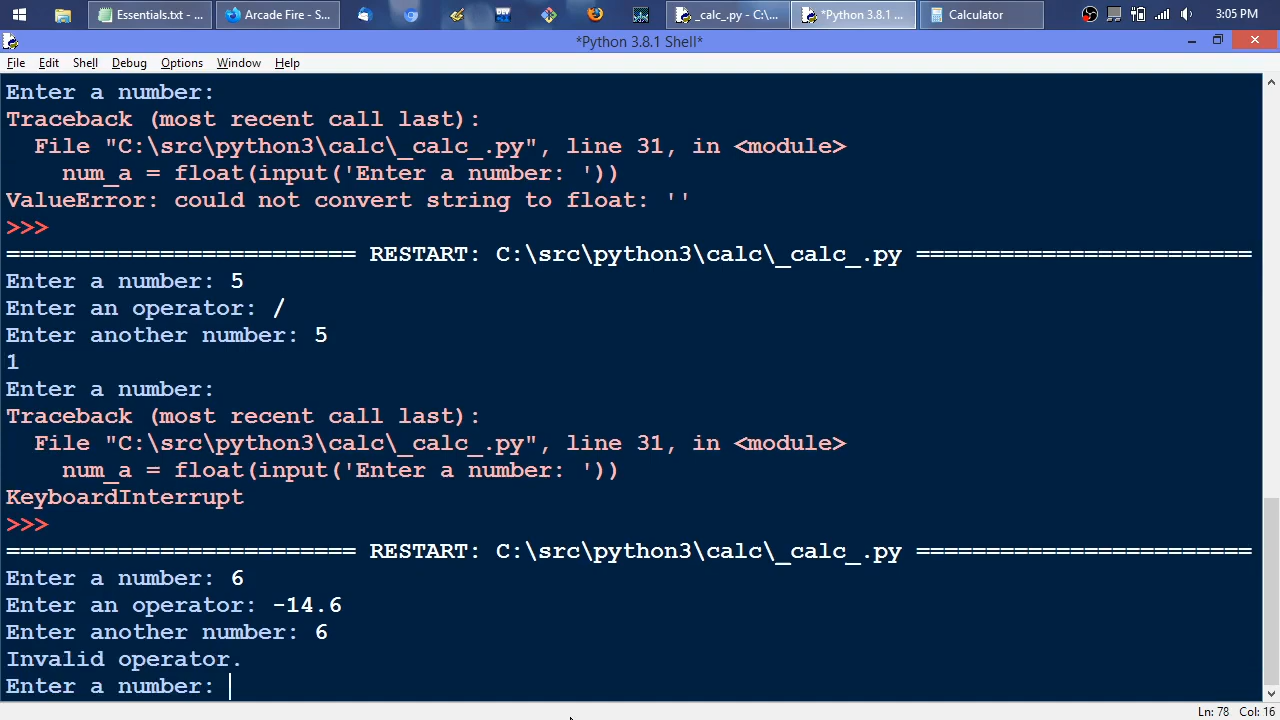 Essentials.txt - ...
Arcade Fire - S...
_calc_.py - C:\...
*Python 3.8.1 ...
Calculator
3:05 PM
*Python 3.8.1 Shell*
File Edit Shell Debug Options Window Help
Enter a number:
Traceback (most recent call last):
  File "C:\src\python3\calc\_calc_.py", line 31, in <module>
    num_a = float(input('Enter a number: '))
ValueError: could not convert string to float: ''
>>>
========================= RESTART: C:\src\python3\calc\_calc_.py ========================
Enter a number: 5
Enter an operator: /
Enter another number: 5
1
Enter a number:
Traceback (most recent call last):
  File "C:\src\python3\calc\_calc_.py", line 31, in <module>
    num_a = float(input('Enter a number: '))
KeyboardInterrupt
>>>
========================= RESTART: C:\src\python3\calc\_calc_.py ========================
Enter a number: 6
Enter an operator: -14.6
Enter another number: 6
Invalid operator.
Enter a number:
Ln: 78 Col: 16